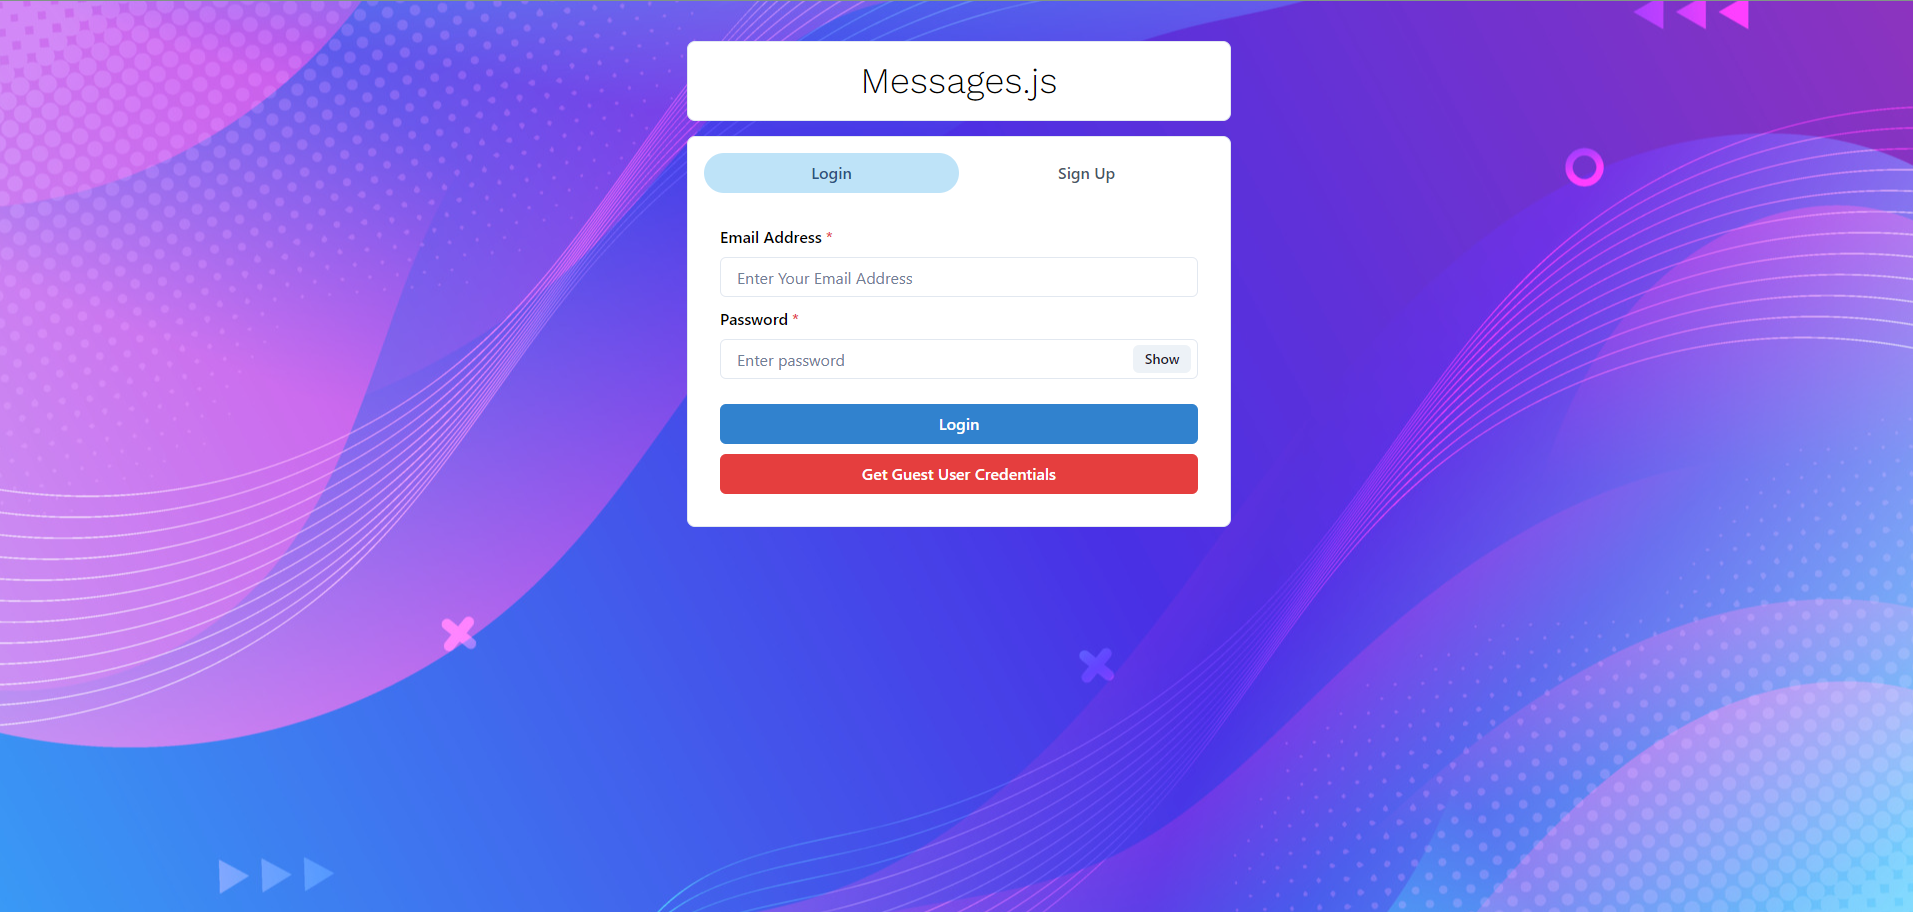 Messages.js
Login Sign Up
Email Address *
Enter Your Email Address
Password *
Enter password Show
Login
Get Guest User Credentials